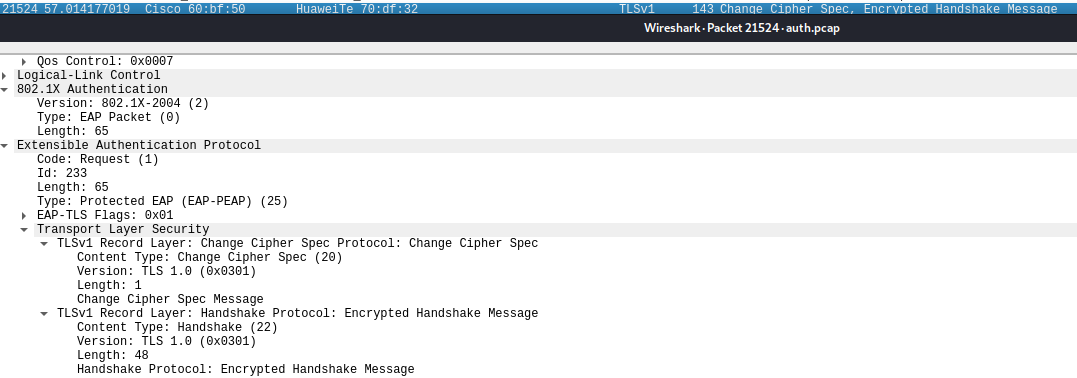 21524 57.014177019 Cisco_60:bf:50 HuaweiTe_70:df:32 TLSv1 143 Change Cipher Spec, Encrypted Handshake Message
Wireshark · Packet 21524 · auth.pcap
Qos Control: 0x0007
Logical-Link Control
802.1X Authentication
Version: 802.1X-2004 (2)
Type: EAP Packet (0)
Length: 65
Extensible Authentication Protocol
Code: Request (1)
Id: 233
Length: 65
Type: Protected EAP (EAP-PEAP) (25)
EAP-TLS Flags: 0x01
Transport Layer Security
TLSv1 Record Layer: Change Cipher Spec Protocol: Change Cipher Spec
Content Type: Change Cipher Spec (20)
Version: TLS 1.0 (0x0301)
Length: 1
Change Cipher Spec Message
TLSv1 Record Layer: Handshake Protocol: Encrypted Handshake Message
Content Type: Handshake (22)
Version: TLS 1.0 (0x0301)
Length: 48
Handshake Protocol: Encrypted Handshake Message